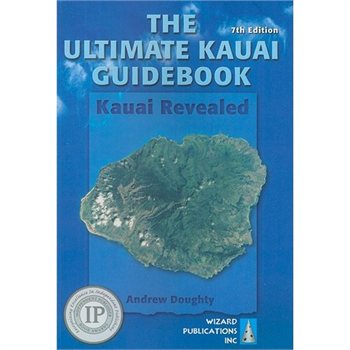 THE
7th Edition
ULTIMATE KAUAI
GUIDEBOOK
Kauai Revealed
Andrew Doughty
IP
WIZARD
PUBLICATIONS
INC